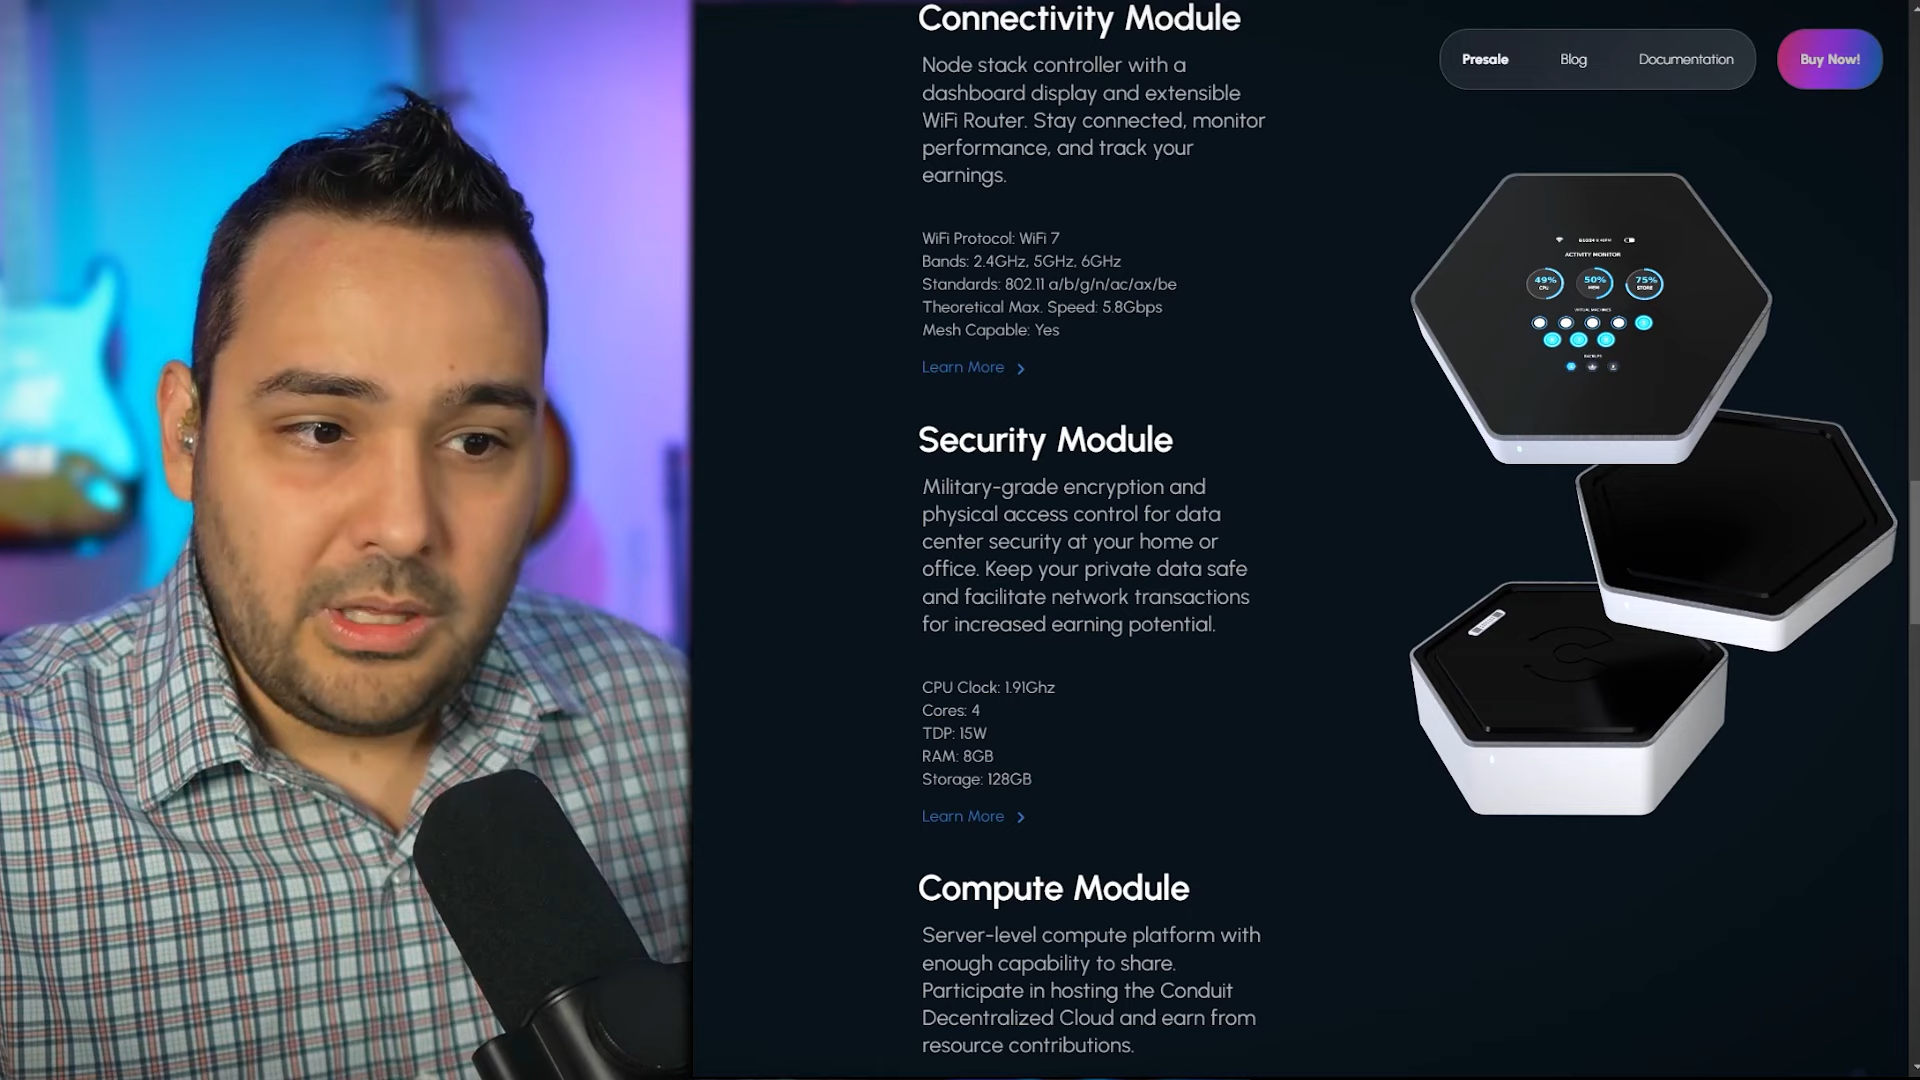 Connectivity Module
Node stack controller with a
dashboard display and extensible
WiFi Router. Stay connected, monitor
performance, and track your
earnings.
WiFi Protocol: WiFi 7
Bands: 2.4GHz, 5GHz, 6GHz
Standards: 802.11 a/b/g/n/ac/ax/be
Theoretical Max. Speed: 5.8Gbps
Mesh Capable: Yes
Learn More
Security Module
Military-grade encryption and
physical access control for data
center security at your home or
office. Keep your private data safe
and facilitate network transactions
for increased earning potential.
CPU Clock: 1.91Ghz
Cores: 4
TDP: 15W
RAM: 8GB
Storage: 128GB
Learn More
Compute Module
Server-level compute platform with
enough capability to share.
Participate in hosting the Conduit
Decentralized Cloud and earn from
resource contributions.
Presale Blog Documentation Buy Now!
ACTIVITY MONITOR
49% 50% 75%
CPU MEM STORE
VIRTUAL MACHINES